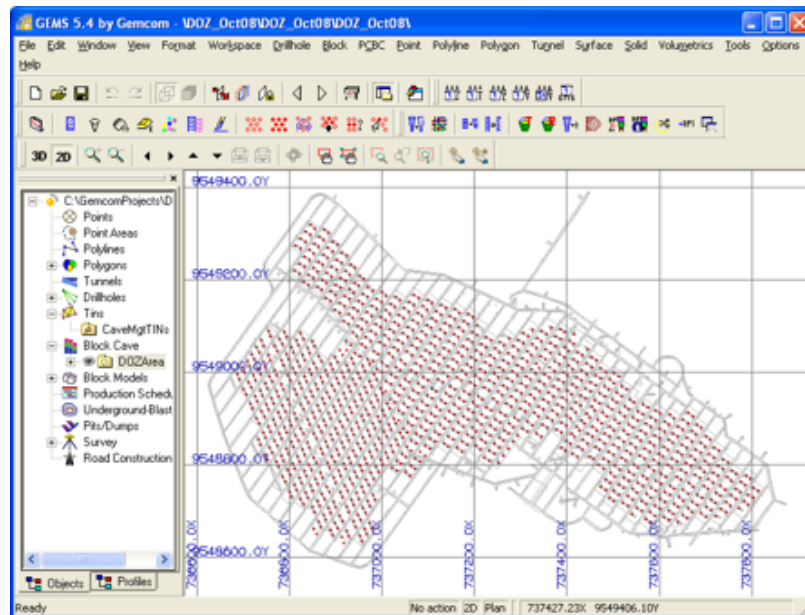 GEMS 5.4 by Gemcom - \DOZ_Oct08\DOZ_Oct08\DOZ_Oct08\
File Edit Window View Format Workspace Drillhole Block PCBC Point Polyline Polygon Tunnel Surface Solid Volumetrics Tools Options
Help
3D 2D
C:\GemcomProjects\D
Points
Point Areas
Polylines
Polygons
Tunnels
Drillholes
Tins
CaveMgtTINs
Block Cave
DOZArea
Block Models
Production Sched
Underground-Blast
Pits/Dumps
Survey
Road Construction
Objects Profiles
9549400.0Y
9549200.0Y
9549000.0Y
9548800.0Y
9548600.0Y
736600.0X
736800.0X
737000.0X
737200.0X
737400.0X
737600.0X
737800.0X
Ready No action 2D Plan 737427.23X 9549406.10Y